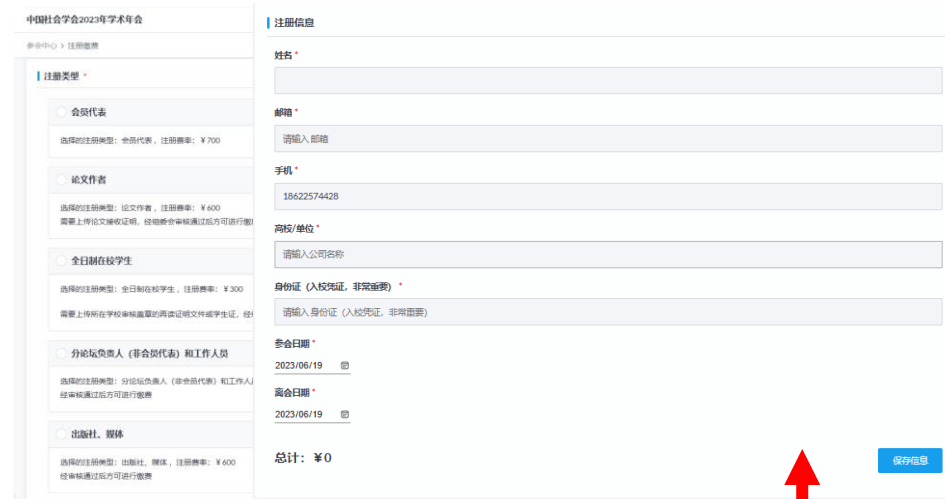 中国社会学会2023年学术年会
参会中心 > 注册缴费
注册类型 *
会员代表
选择的注册类型：会员代表，注册费率：￥700
论文作者
选择的注册类型：论文作者，注册费率：￥600
需要上传论文接收证明，经组委会审核通过后方可进行缴
全日制在校学生
选择的注册类型：全日制在校学生，注册费率：￥300
需要上传所在学校审核盖章的再读证明文件或学生证，经
分论坛负责人（非会员代表）和工作人员
选择的注册类型：分论坛负责人（非会员代表）和工作人
经审核通过后方可进行缴费
出版社、媒体
选择的注册类型：出版社、媒体，注册费率：￥600
经审核通过后方可进行缴费
注册信息
姓名 *
邮箱 *
请输入 邮箱
手机 *
18622574428
高校/单位 *
请输入公司名称
身份证（入校凭证，非常重要） *
请输入 身份证（入校凭证，非常重要）
参会日期 *
2023/06/19
离会日期 *
2023/06/19
总计：￥0
保存信息